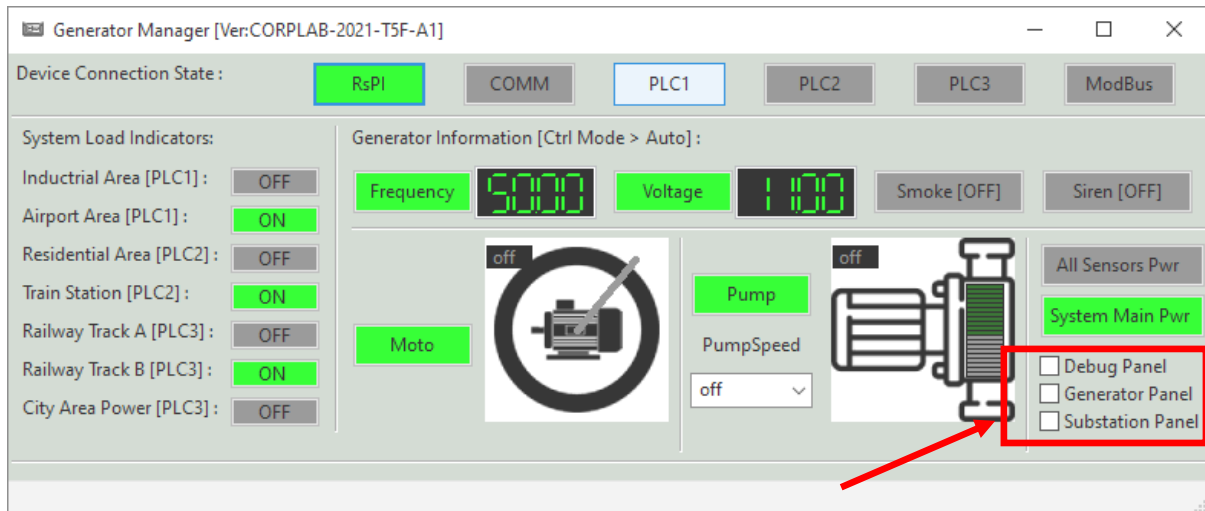 Generator Manager [Ver:CORPLAB-2021-T5F-A1]
Device Connection State :
RsPI
COMM
PLC1
PLC2
PLC3
ModBus
System Load Indicators:
Inductrial Area [PLC1] : OFF
Airport Area [PLC1] : ON
Residential Area [PLC2] : OFF
Train Station [PLC2] : ON
Railway Track A [PLC3] : OFF
Railway Track B [PLC3] : ON
City Area Power [PLC3] : OFF
Generator Information [Ctrl Mode > Auto] :
Frequency 50.00 Voltage 11.00 Smoke [OFF] Siren [OFF]
Moto
off
Pump
PumpSpeed
off
off
All Sensors Pwr
System Main Pwr
Debug Panel
Generator Panel
Substation Panel